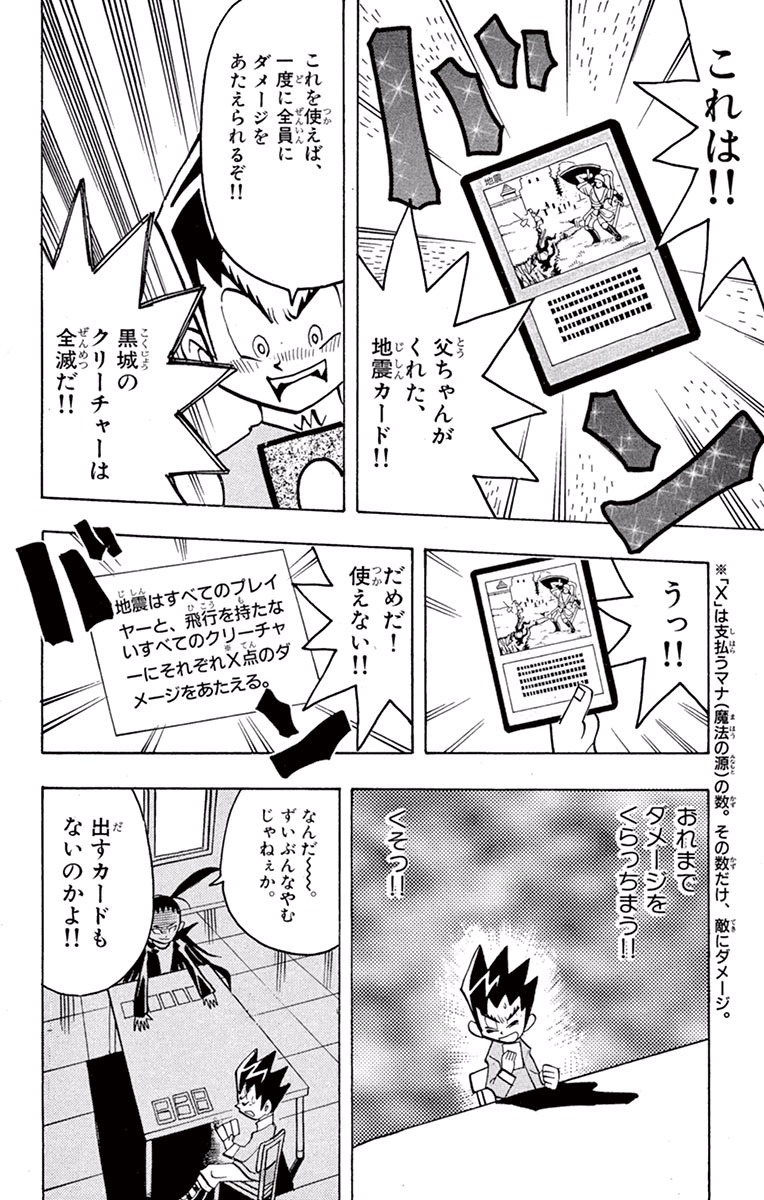 これは!!
バ
ーン
地震
父ちゃんが
くれた、
地震カード!!
これを使えば、
一度に全員に
ダメージを
あたえられるぞ!!
黒城の
クリーチャーは
全滅だ!!
※「X」は支払うマナ(魔法の源)の数。その数だけ、敵にダメージ。
うっ!!
だめだ!
使えない!!
地震はすべてのプレイ
ヤーと、飛行を持たな
いすべてのクリーチャ
ーにそれぞれX点のダ
メージをあたえる。
おれまで
ダメージを
くらっちまう!!
くそっ!!
なんだ〜〜。
ずいぶんなやむ
じゃねぇか。
出すカードも
ないのかよ!!